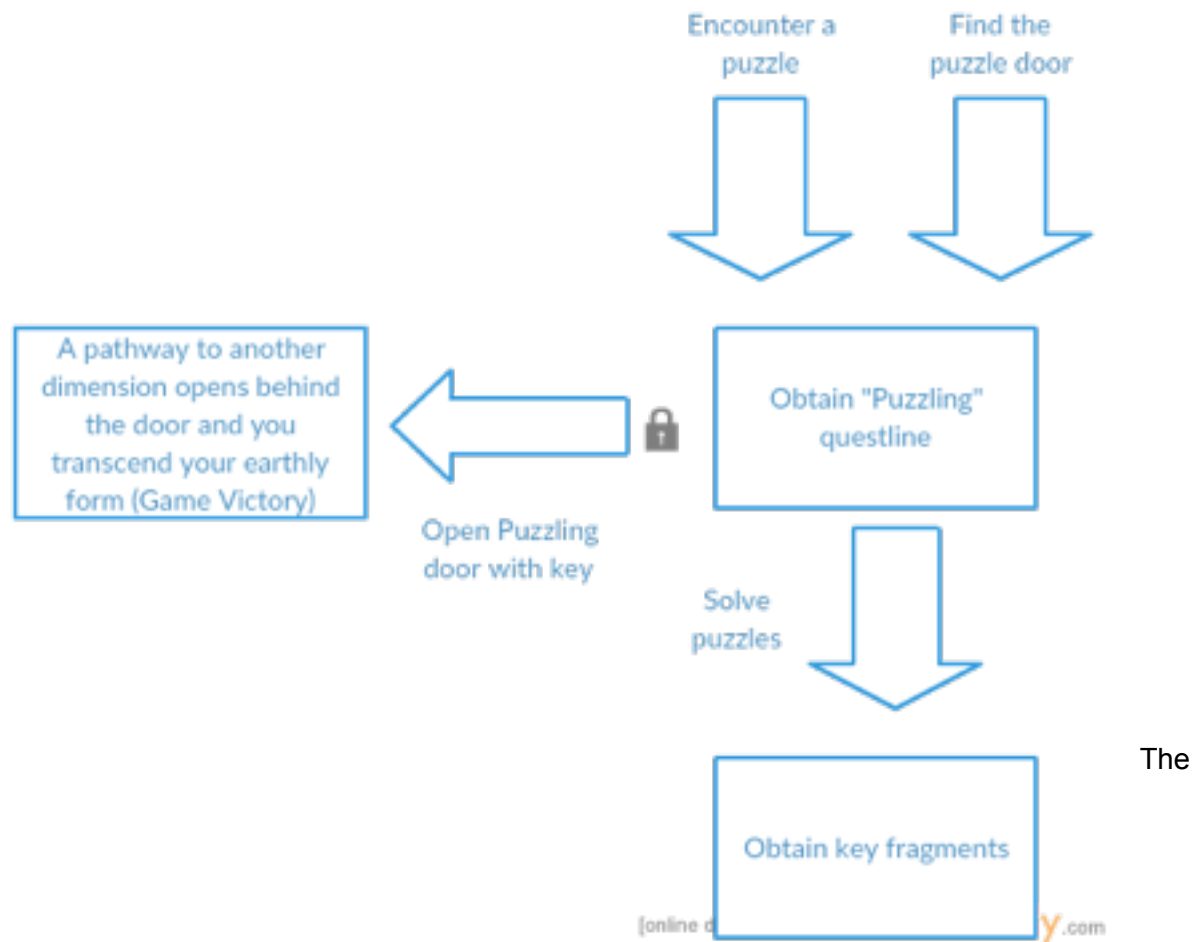 Encounter a
puzzle
Find the
puzzle door
A pathway to another
dimension opens behind
the door and you
transcend your earthly
form (Game Victory)
Obtain "Puzzling"
questline
Open Puzzling
door with key
Solve
puzzles
The
Obtain key fragments
[online d
y.com